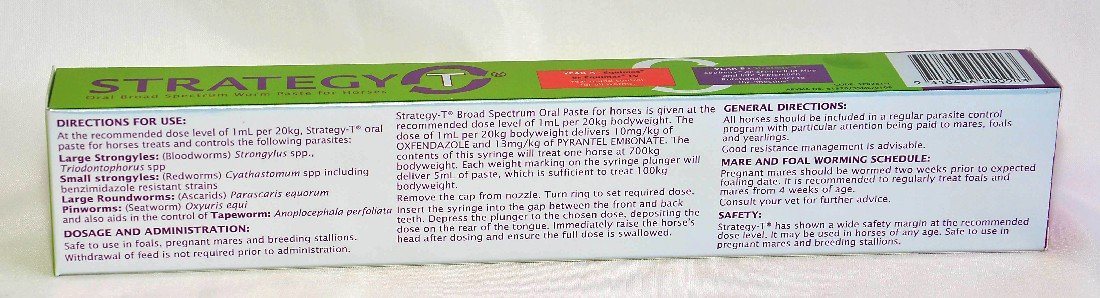 STRATEGY T®
Oral Broad Spectrum Worm Paste for Horses
DIRECTIONS FOR USE:
At the recommended dose level of 1mL per 20kg, Strategy-T® oral
paste for horses treats and controls the following parasites:
Large Strongyles: (Bloodworms) Strongylus spp.,
Triodontophorus spp
Small strongyles: (Redworms) Cyathostomum spp including
benzimidazole resistant strains
Large Roundworms: (Ascarids) Parascaris equorum
Pinworms: (Seatworm) Oxyuris equi
and also aids in the control of Tapeworm: Anoplocephala perfoliata
DOSAGE AND ADMINISTRATION:
Safe to use in foals, pregnant mares and breeding stallions.
Withdrawal of feed is not required prior to administration.
Strategy-T® Broad Spectrum Oral Paste for horses is given at the
recommended dose level of 1mL per 20kg bodyweight. The
dose of 1mL per 20kg bodyweight delivers 10mg/kg of
OXFENDAZOLE and 13mg/kg of PYRANTEL EMBONATE. The
contents of this syringe will treat one horse at 700kg
bodyweight. Each weight marking on the syringe plunger will
deliver 5mL of paste, which is sufficient to treat 100kg
bodyweight.
Remove the cap from nozzle. Turn ring to set required dose.
Insert the syringe into the gap between the front and back
teeth. Depress the plunger to the chosen dose, depositing the
dose on the rear of the tongue. Immediately raise the horse's
head after dosing and ensure the full dose is swallowed.
GENERAL DIRECTIONS:
All horses should be included in a regular parasite control
program with particular attention being paid to mares, foals
and yearlings.
Good resistance management is advisable.
MARE AND FOAL WORMING SCHEDULE:
Pregnant mares should be wormed two weeks prior to expected
foaling date. It is recommended to regularly treat foals and
mares from 4 weeks of age.
Consult your vet for further advice.
SAFETY:
Strategy-T® has shown a wide safety margin at the recommended
dose level. It may be used in horses of any age. Safe to use in
pregnant mares and breeding stallions.